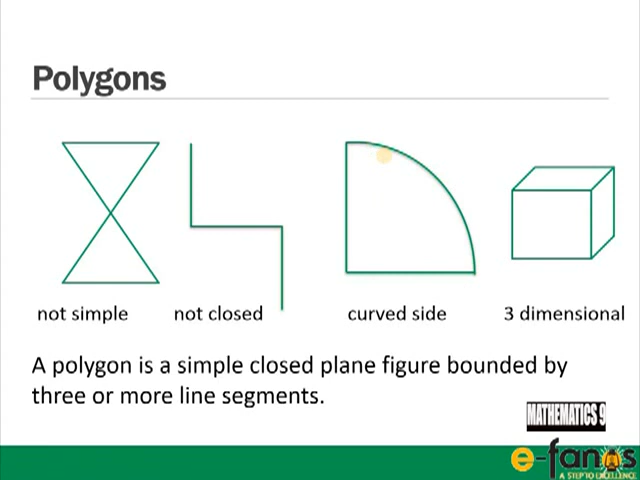 Polygons
not simple
not closed
curved side
3 dimensional
A polygon is a simple closed plane figure bounded by
three or more line segments.
MATHEMATICS 9
e-fanos
A STEP TO EXCELLENCE